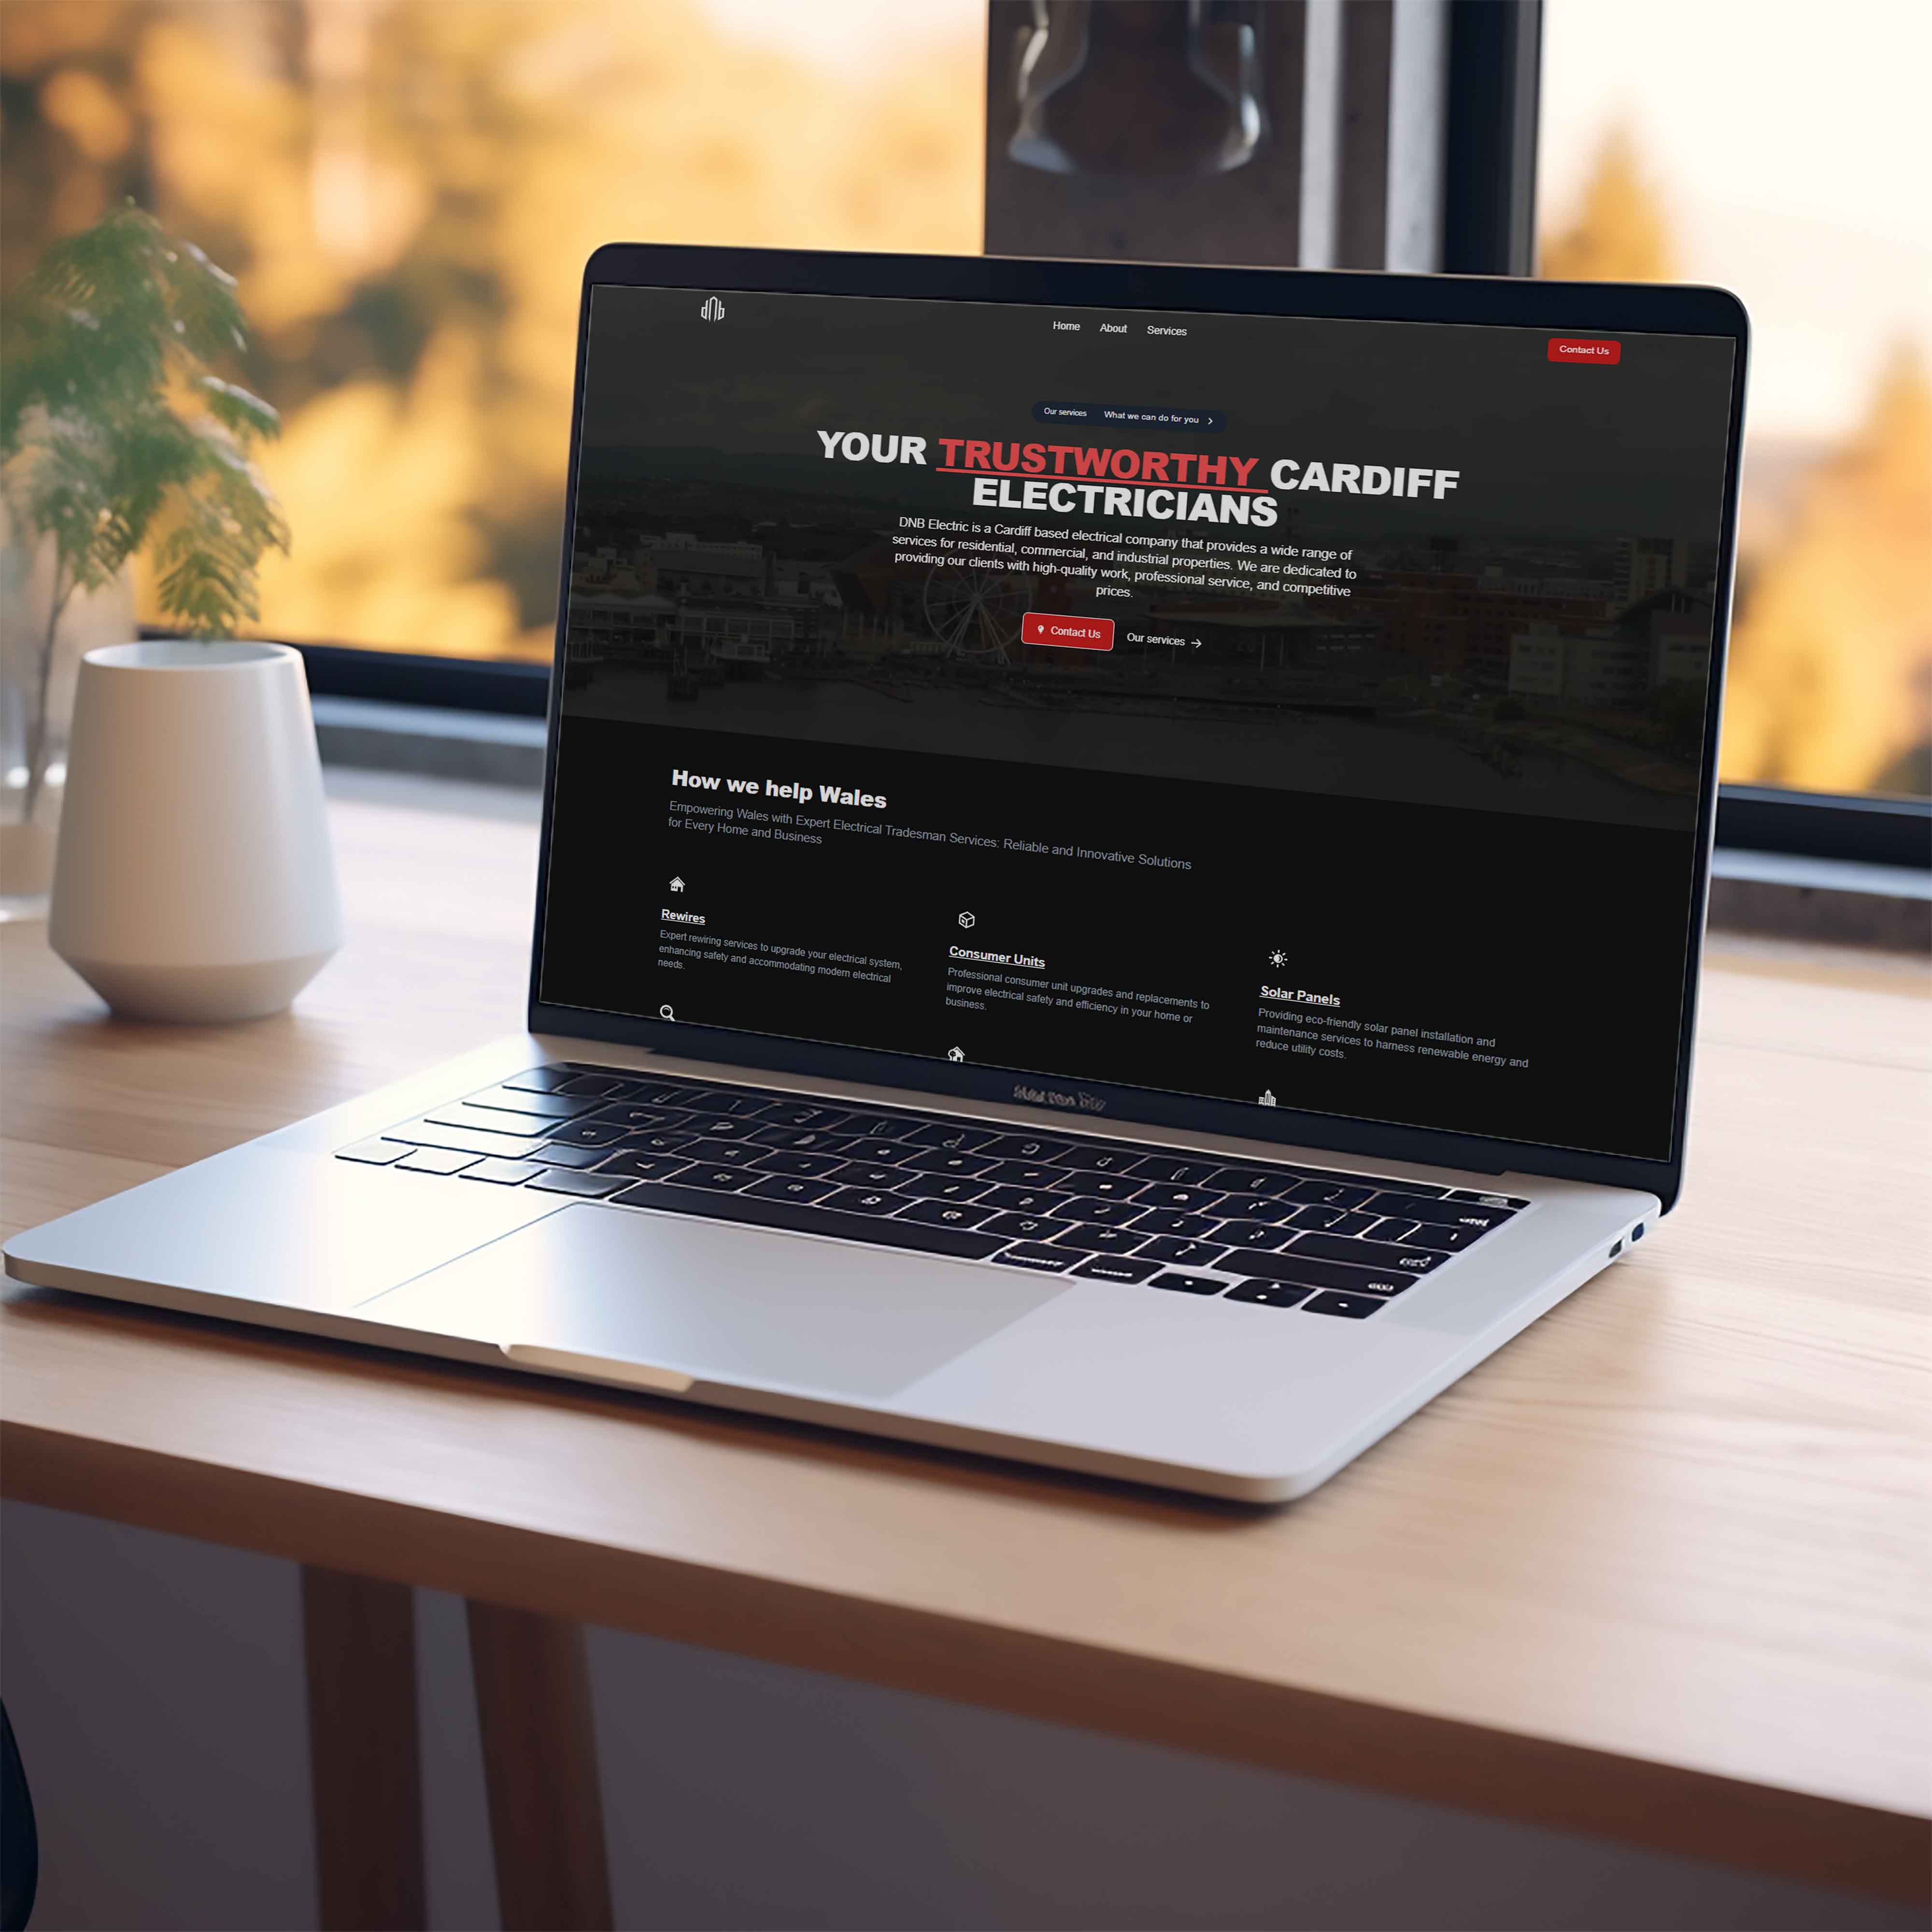 dnb
Home About Services
Contact Us
Our services What we can do for you
YOUR TRUSTWORTHY CARDIFF
ELECTRICIANS
DNB Electric is a Cardiff based electrical company that provides a wide range of
services for residential, commercial, and industrial properties. We are dedicated to
providing our clients with high-quality work, professional service, and competitive
prices.
Contact Us Our services
How we help Wales
Empowering Wales with Expert Electrical Tradesman Services: Reliable and Innovative Solutions
for Every Home and Business
Rewires
Expert rewiring services to upgrade your electrical system,
enhancing safety and accommodating modern electrical
needs.
Consumer Units
Professional consumer unit upgrades and replacements to
improve electrical safety and efficiency in your home or
business.
Solar Panels
Providing eco-friendly solar panel installation and
maintenance services to harness renewable energy and
reduce utility costs.